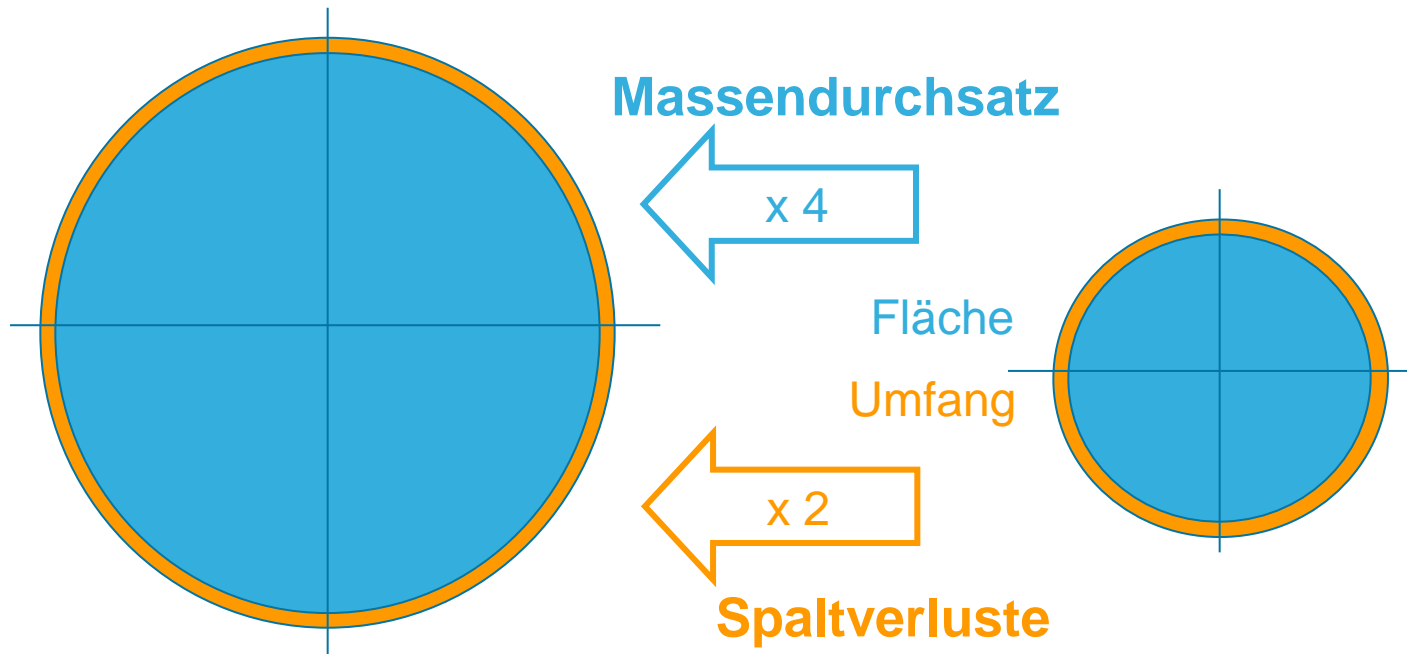 Massendurchsatz
x 4
Fläche
Umfang
x 2
Spaltverluste